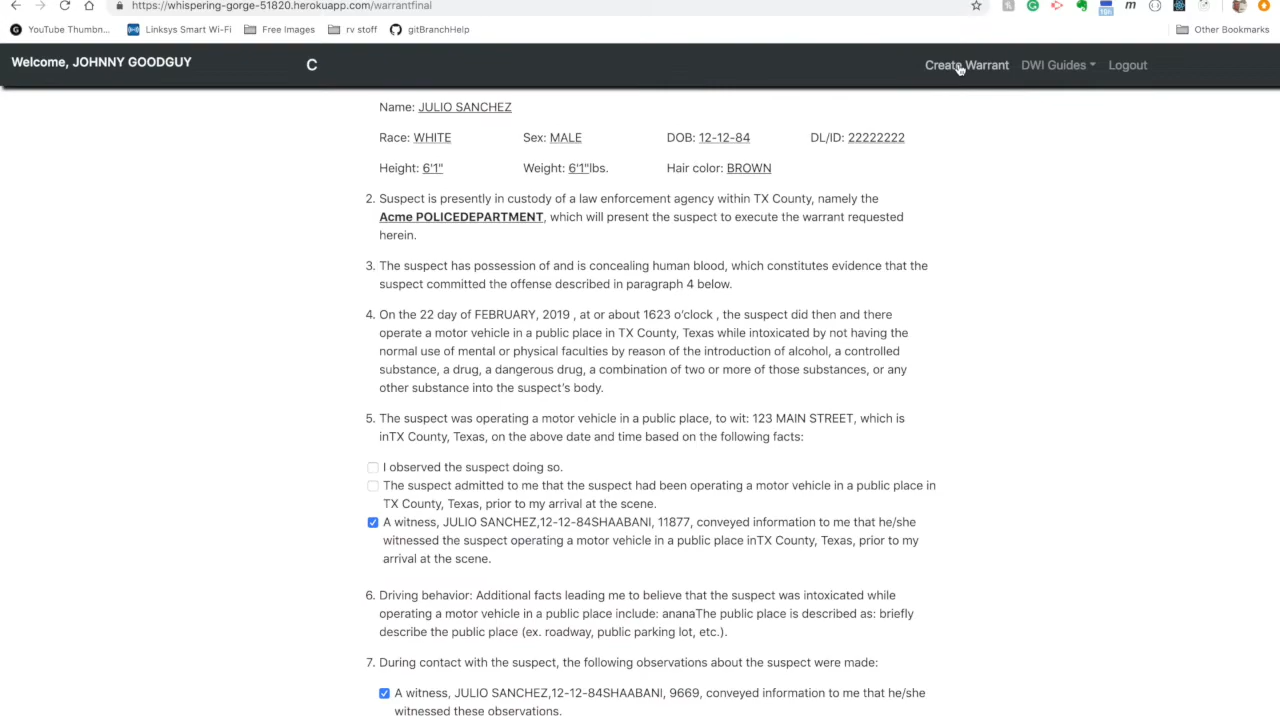 https://whispering-gorge-51820.herokuapp.com/warrantfinal
YouTube Thumbn... Linksys Smart Wi-Fi Free Images rv stoff gitBranchHelp Other Bookmarks
Welcome, JOHNNY GOODGUY C Create Warrant DWI Guides Logout
Name: JULIO SANCHEZ
Race: WHITE Sex: MALE DOB: 12-12-84 DL/ID: 22222222
Height: 6'1" Weight: 6'1"lbs. Hair color: BROWN
2. Suspect is presently in custody of a law enforcement agency within TX County, namely the
Acme POLICEDEPARTMENT, which will present the suspect to execute the warrant requested
herein.
3. The suspect has possession of and is concealing human blood, which constitutes evidence that the
suspect committed the offense described in paragraph 4 below.
4. On the 22 day of FEBRUARY, 2019 , at or about 1623 o'clock , the suspect did then and there
operate a motor vehicle in a public place in TX County, Texas while intoxicated by not having the
normal use of mental or physical faculties by reason of the introduction of alcohol, a controlled
substance, a drug, a dangerous drug, a combination of two or more of those substances, or any
other substance into the suspect's body.
5. The suspect was operating a motor vehicle in a public place, to wit: 123 MAIN STREET, which is
inTX County, Texas, on the above date and time based on the following facts:
I observed the suspect doing so.
The suspect admitted to me that the suspect had been operating a motor vehicle in a public place in
TX County, Texas, prior to my arrival at the scene.
A witness, JULIO SANCHEZ,12-12-84SHAABANI, 11877, conveyed information to me that he/she
witnessed the suspect operating a motor vehicle in a public place inTX County, Texas, prior to my
arrival at the scene.
6. Driving behavior: Additional facts leading me to believe that the suspect was intoxicated while
operating a motor vehicle in a public place include: ananaThe public place is described as: briefly
describe the public place (ex. roadway, public parking lot, etc.).
7. During contact with the suspect, the following observations about the suspect were made:
A witness, JULIO SANCHEZ,12-12-84SHAABANI, 9669, conveyed information to me that he/she
witnessed these observations.